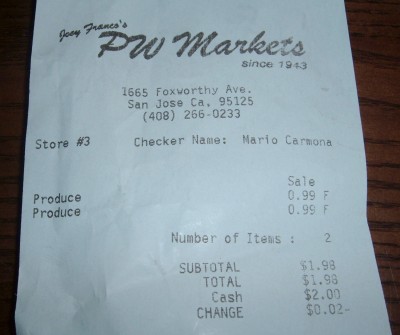 Joey Franco's
PW Markets
since 1943
1665 Foxworthy Ave.
San Jose Ca, 95125
(408) 266-0233
Store #3 Checker Name: Mario Carmona
Sale
Produce 0.99 F
Produce 0.99 F
Number of Items : 2
SUBTOTAL $1.98
TOTAL $1.98
Cash $2.00
CHANGE $0.02-